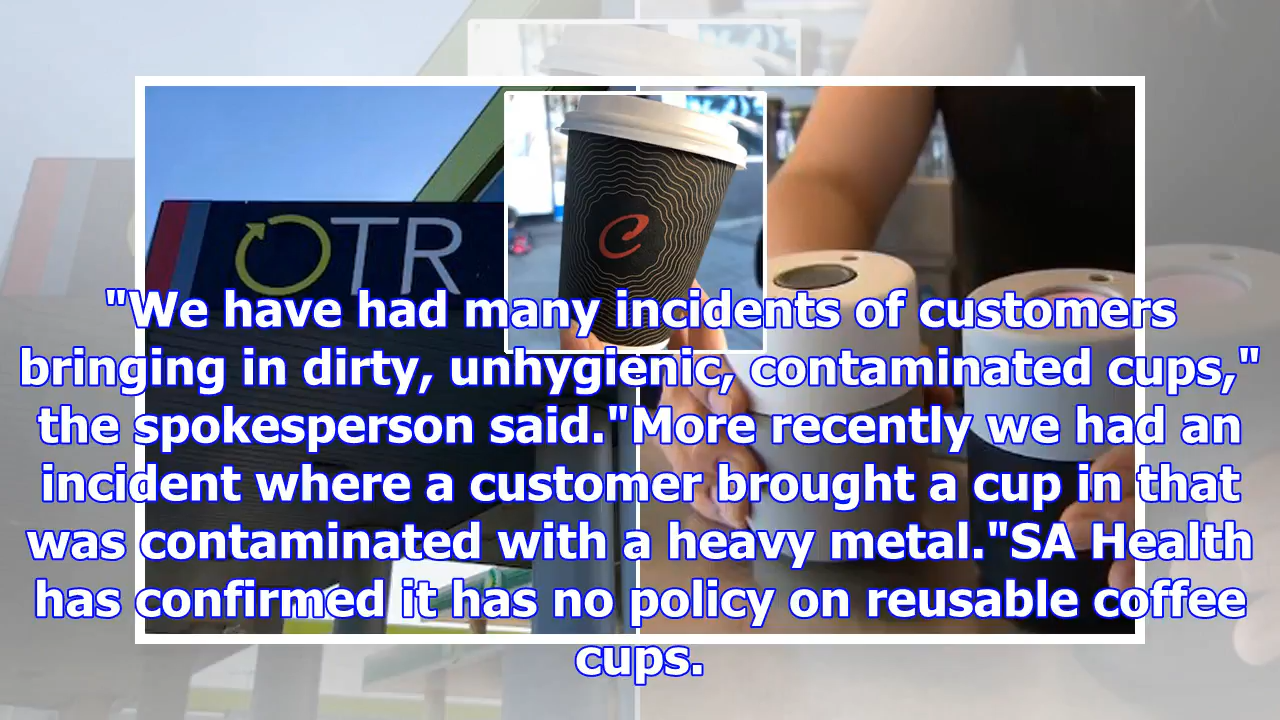 OTR
"We have had many incidents of customers
bringing in dirty, unhygienic, contaminated cups,"
the spokesperson said."More recently we had an
incident where a customer brought a cup in that
was contaminated with a heavy metal."SA Health
has confirmed it has no policy on reusable coffee
cups.